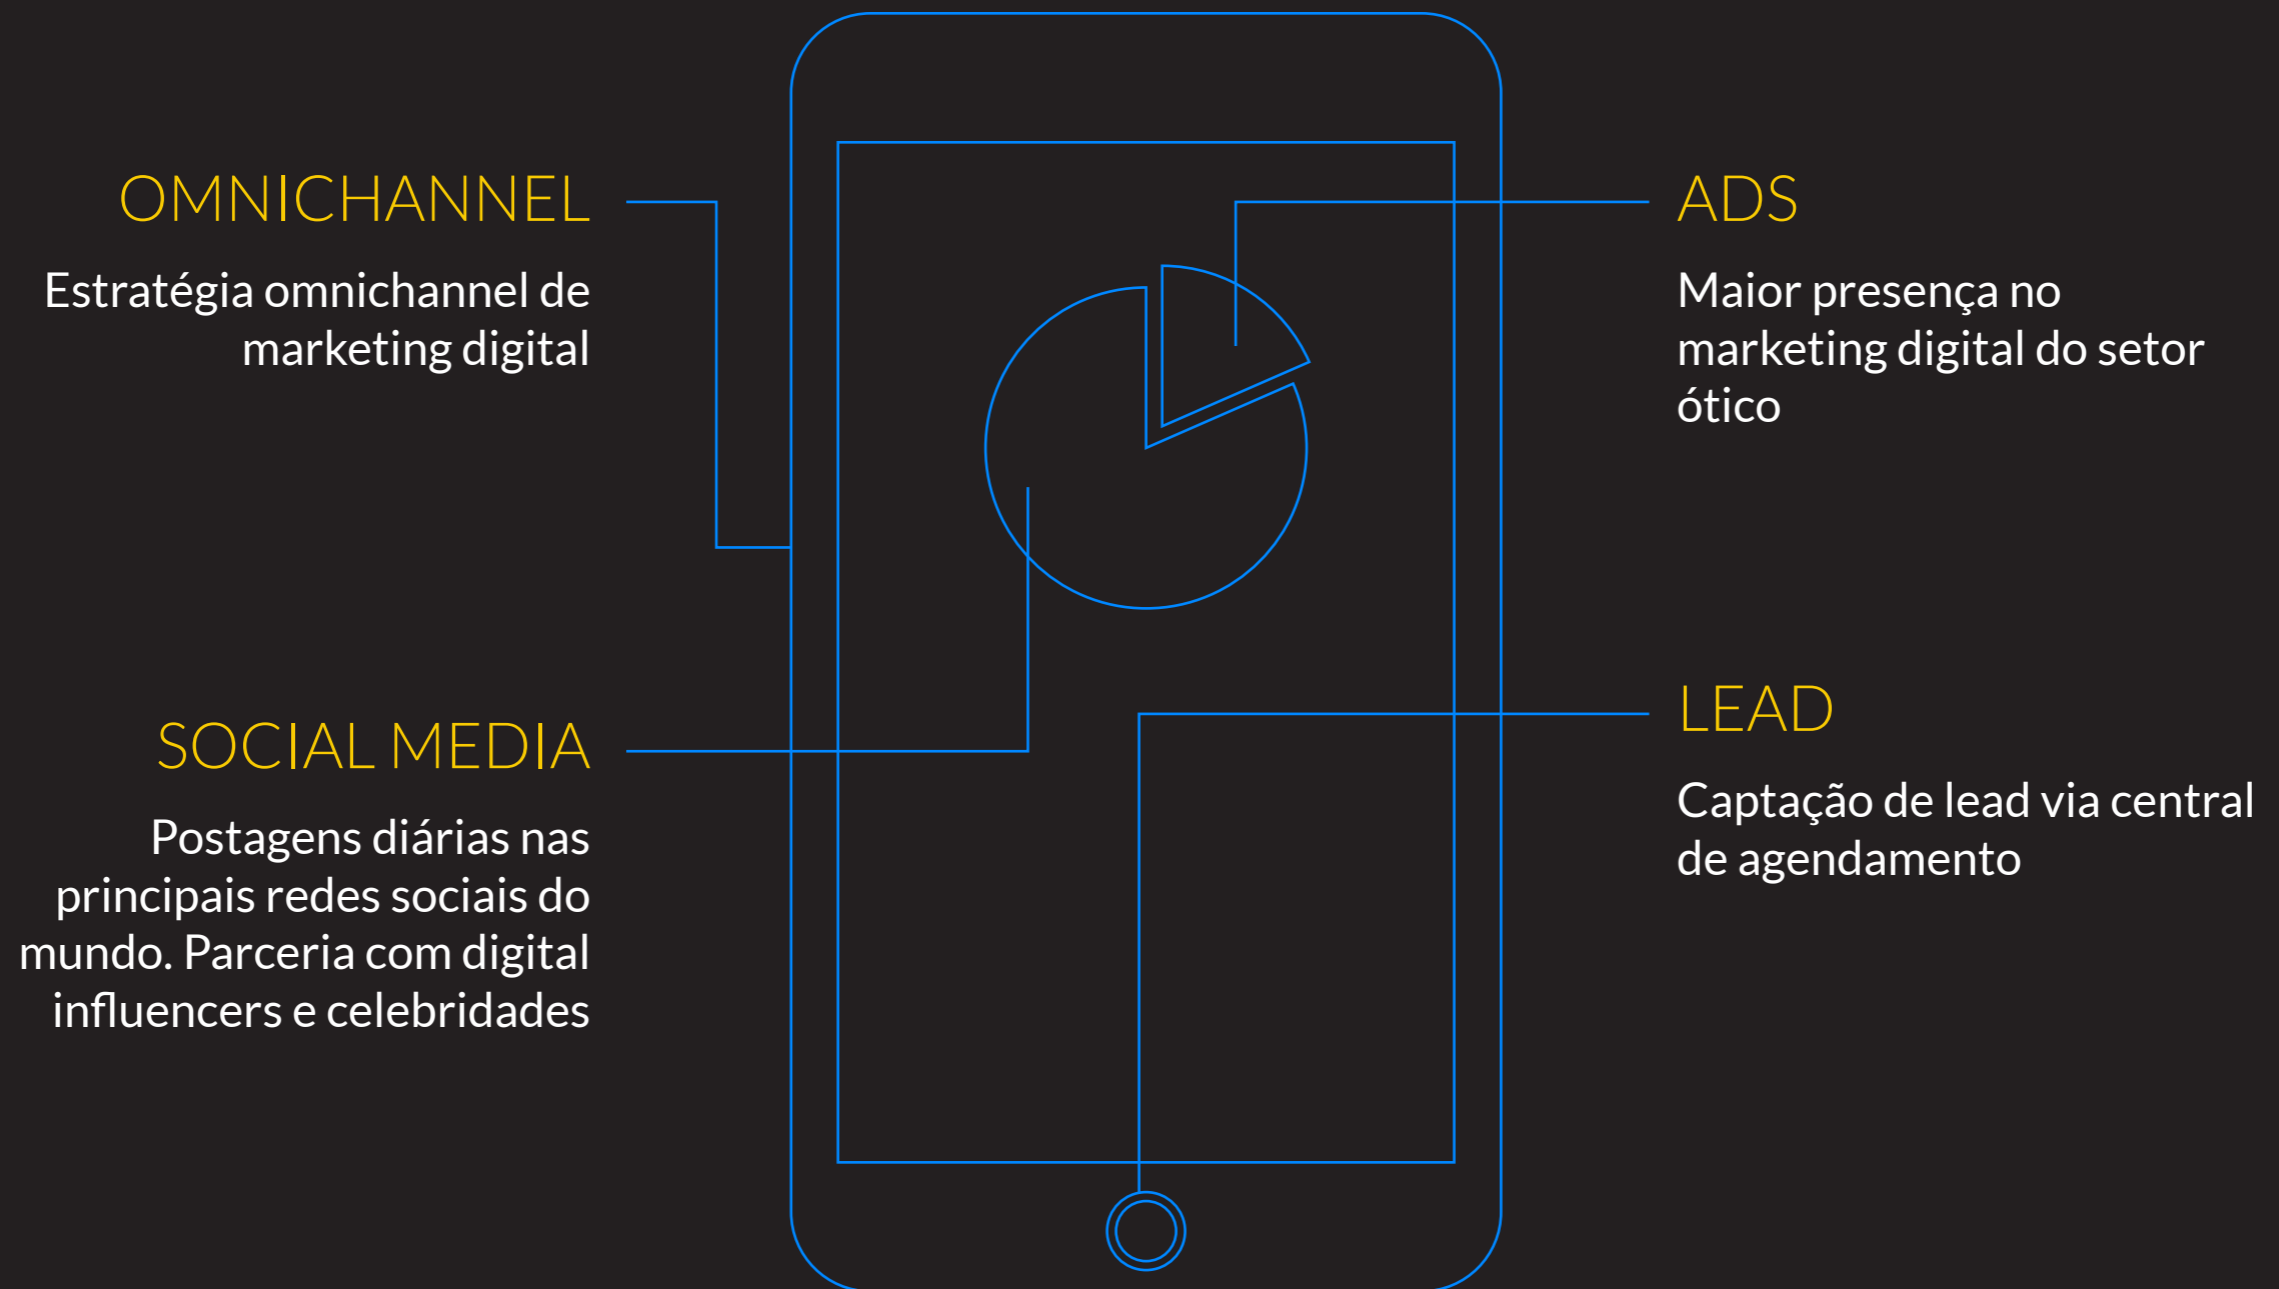 OMNICHANNEL
Estratégia omnichannel de
marketing digital
SOCIAL MEDIA
Postagens diárias nas
principais redes sociais do
mundo. Parceria com digital
influencers e celebridades
ADS
Maior presença no
marketing digital do setor
ótico
LEAD
Captação de lead via central
de agendamento